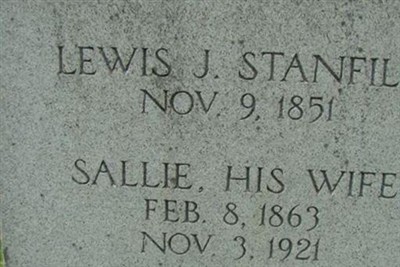 LEWIS J. STANFIL
NOV. 9, 1851
SALLIE, HIS WIFE
FEB. 8, 1863
NOV. 3, 1921